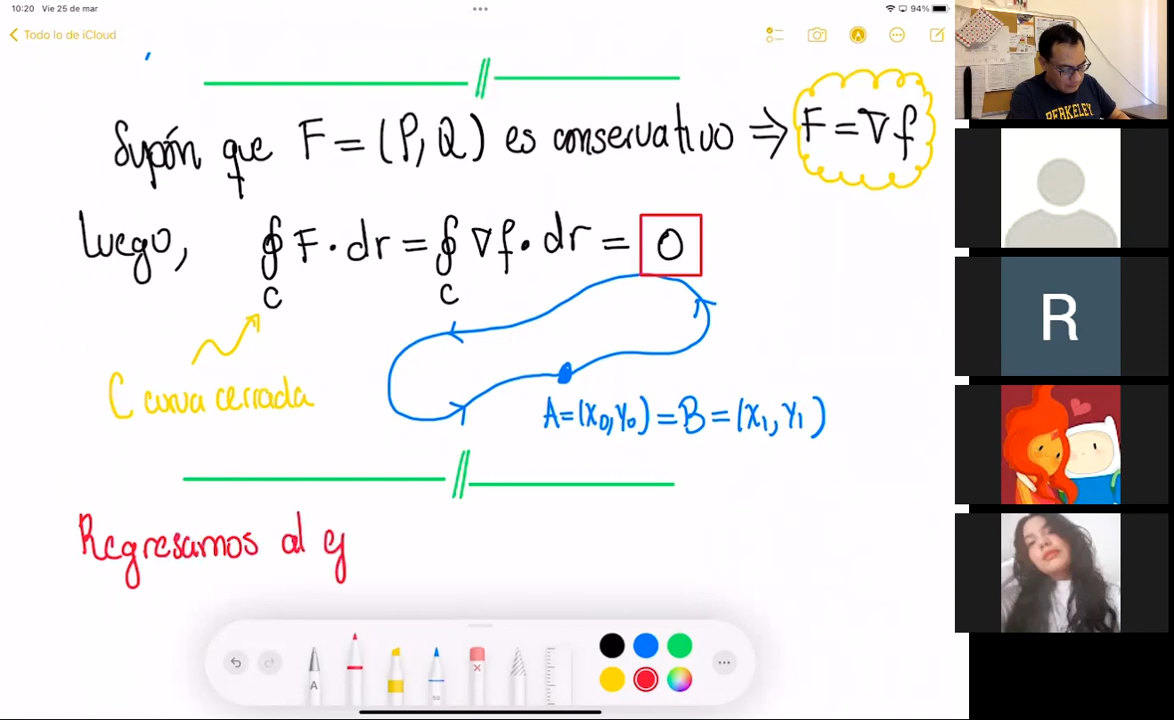 10:20 Vie 25 de mar
94%
Todo lo de iCloud
Supón que F = (P, Q) es conservativo ⇒ F = ∇f
luego, ∮ F · dr = ∮ ∇f · dr = 0
C C
C curva cerrada
A = (x₀, y₀) = B = (x₁, y₁)
Regresamos al ej
A
50
BERKELEY
R